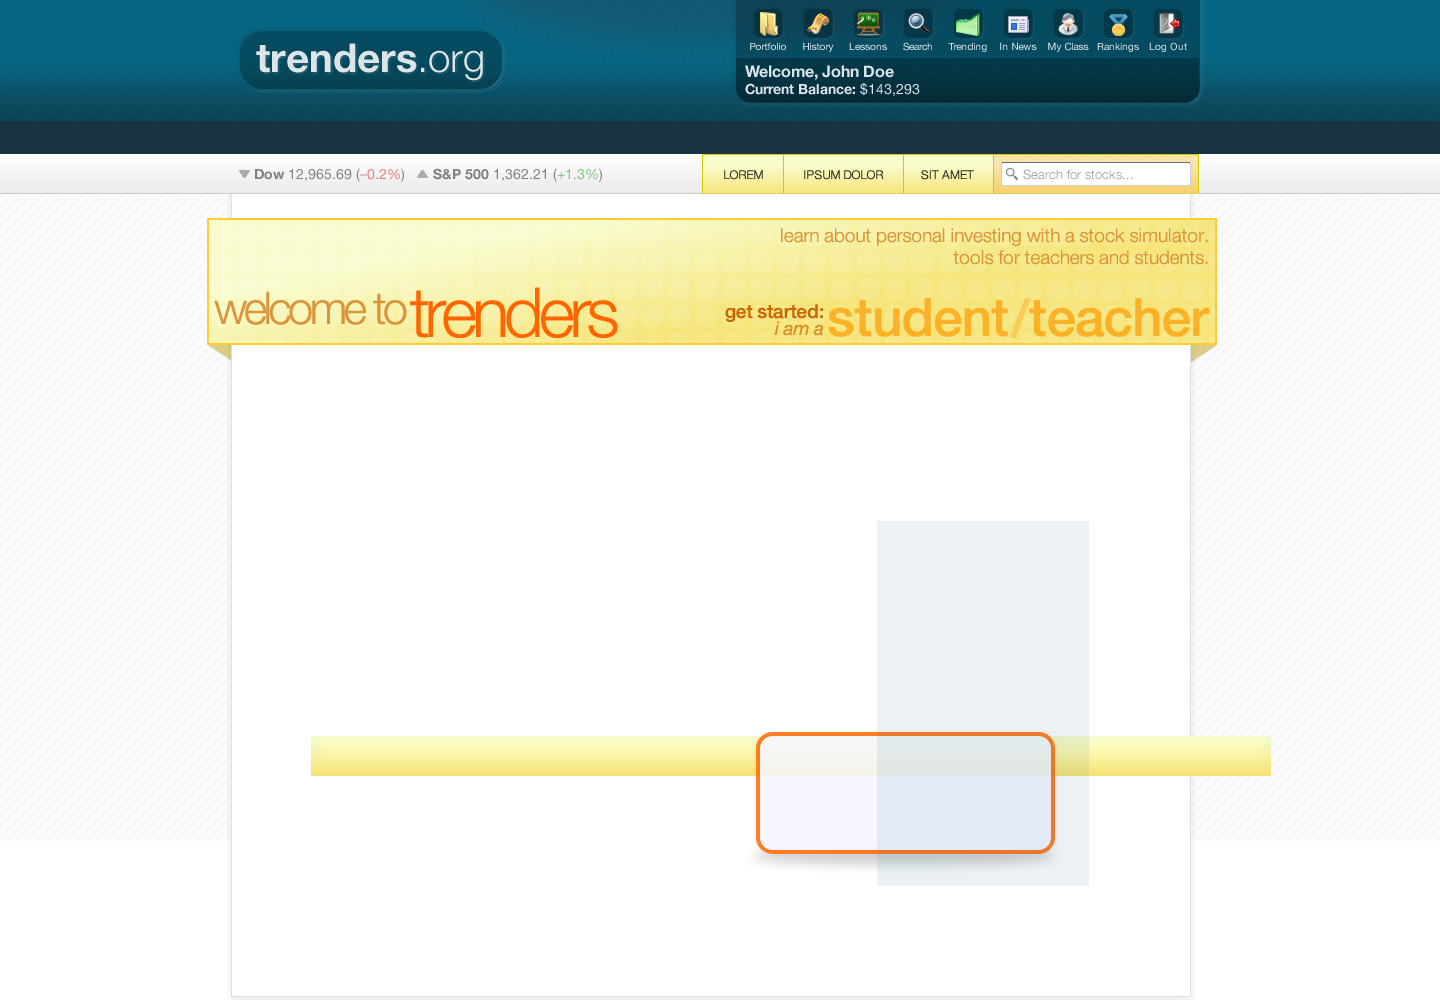 trenders.org
Portfolio History Lessons Search Trending In News My Class Rankings Log Out
Welcome, John Doe
Current Balance: $143,293
Dow 12,965.69 (–0.2%) S&P 500 1,362.21 (+1.3%)
LOREM IPSUM DOLOR SIT AMET Search for stocks...
learn about personal investing with a stock simulator.
tools for teachers and students.
welcome to trenders
get started:
i am a student/teacher